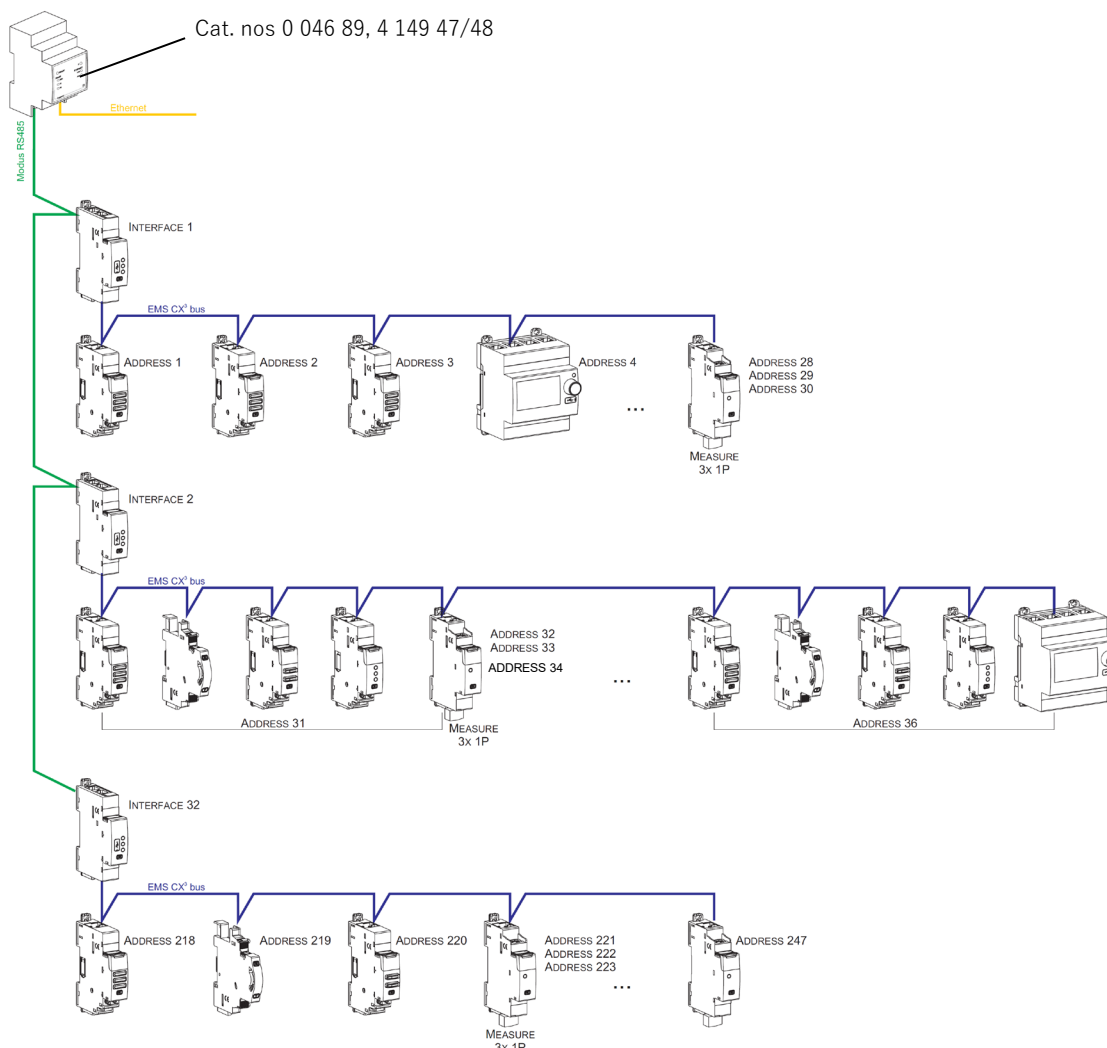 Cat. nos 0 046 89, 4 149 47/48
Ethernet
Modus RS485
INTERFACE 1
EMS CX³ bus
ADDRESS 1
ADDRESS 2
ADDRESS 3
ADDRESS 4
...
ADDRESS 28
ADDRESS 29
ADDRESS 30
MEASURE
3x 1P
INTERFACE 2
EMS CX³ bus
ADDRESS 32
ADDRESS 33
ADDRESS 34
...
ADDRESS 31
MEASURE
3x 1P
ADDRESS 36
INTERFACE 32
EMS CX³ bus
ADDRESS 218
ADDRESS 219
ADDRESS 220
ADDRESS 221
ADDRESS 222
ADDRESS 223
...
ADDRESS 247
MEASURE
3x 1P